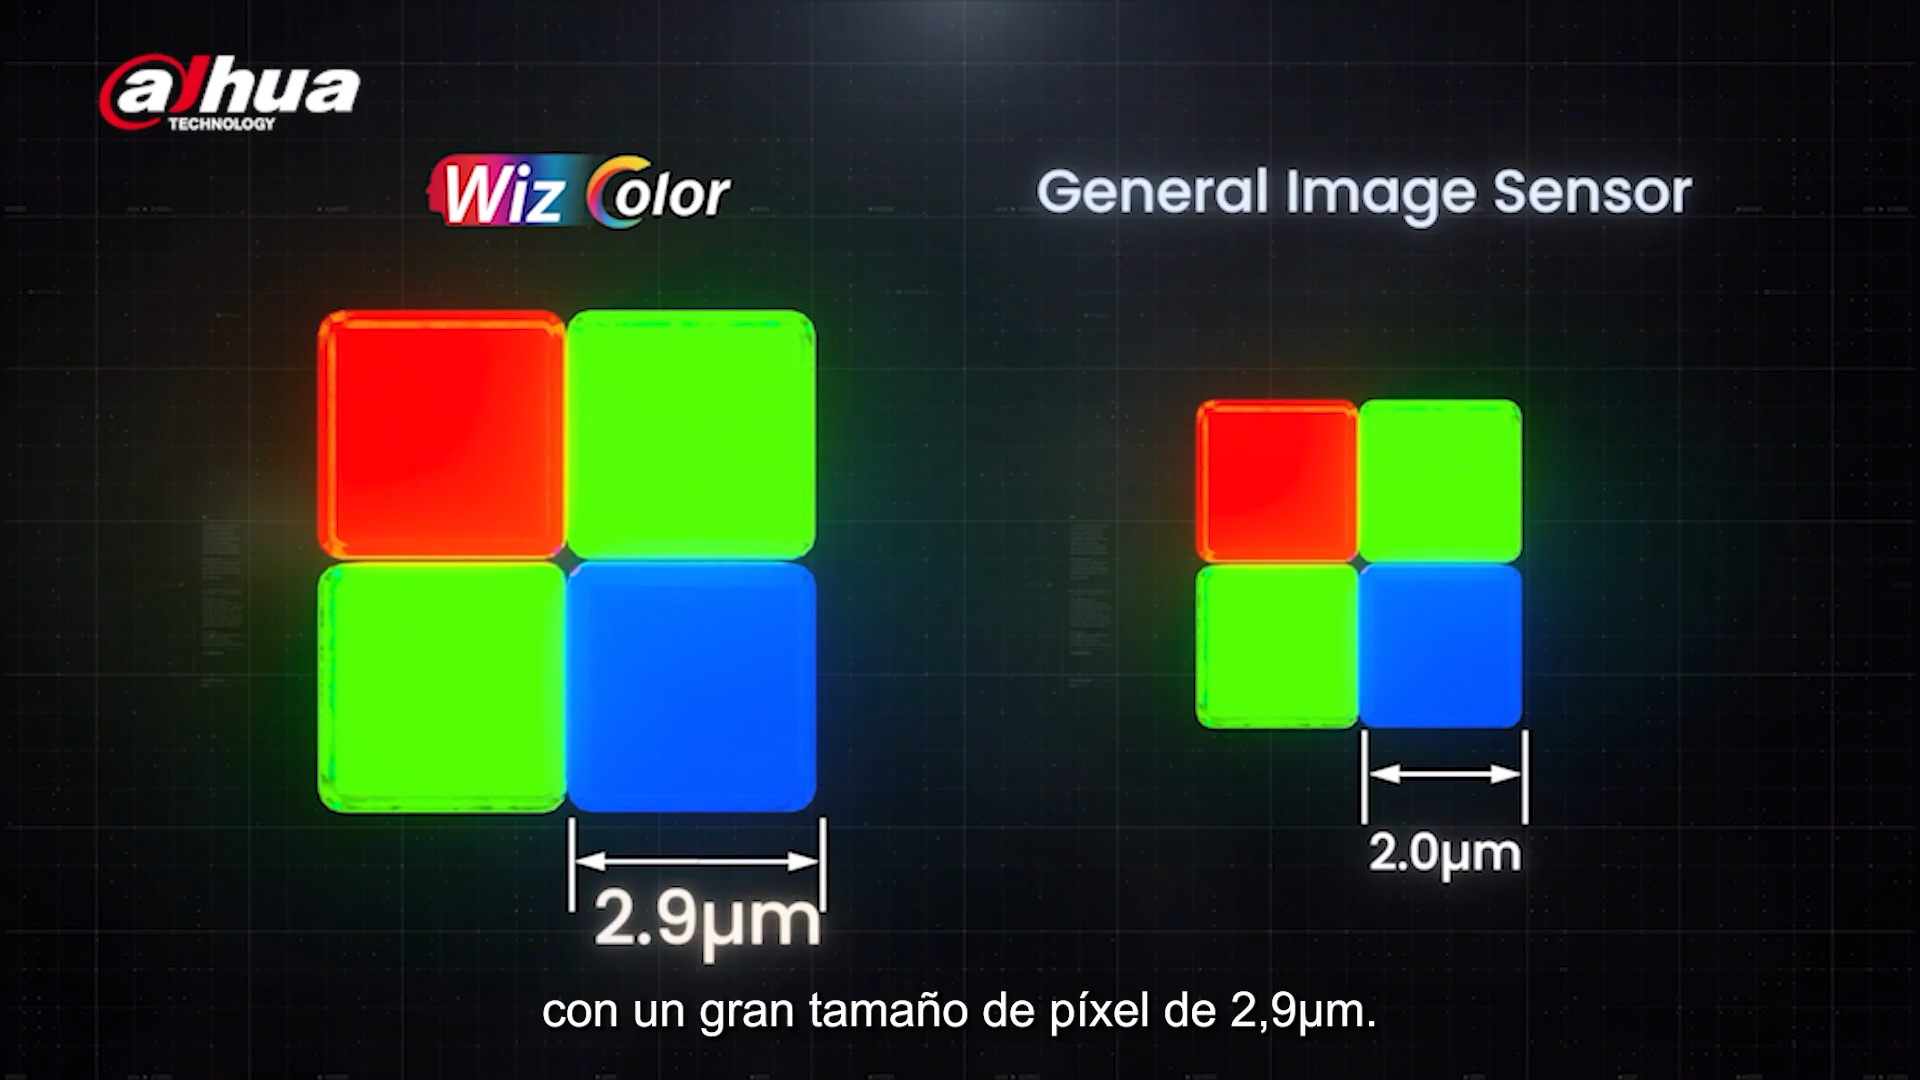 alhua
TECHNOLOGY
Wiz Color
General Image Sensor
2.0µm
2.9µm
con un gran tamaño de píxel de 2,9µm.